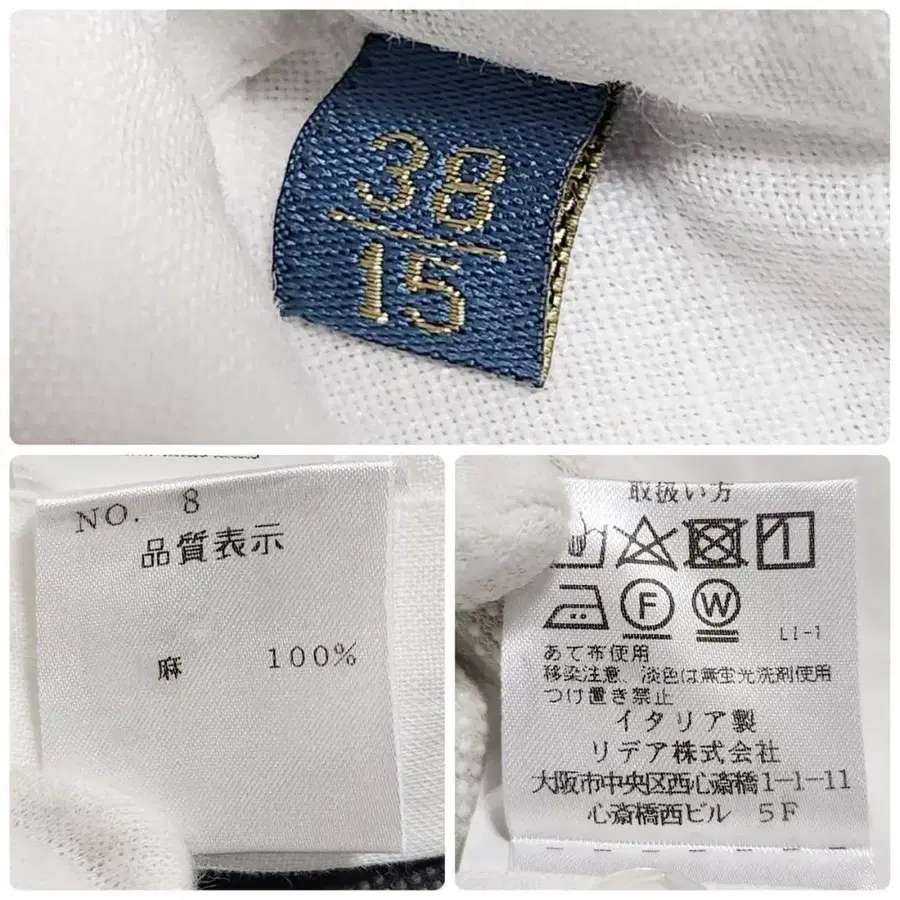 38
15
NO. 8
品質表示
麻 100%
取扱い方
F W
LI-1
あて布使用
移染注意、淡色は無蛍光洗剤使用
つけ置き禁止
イタリア製
リデア株式会社
大阪市中央区西心斎橋1-1-11
心斎橋西ビル 5F